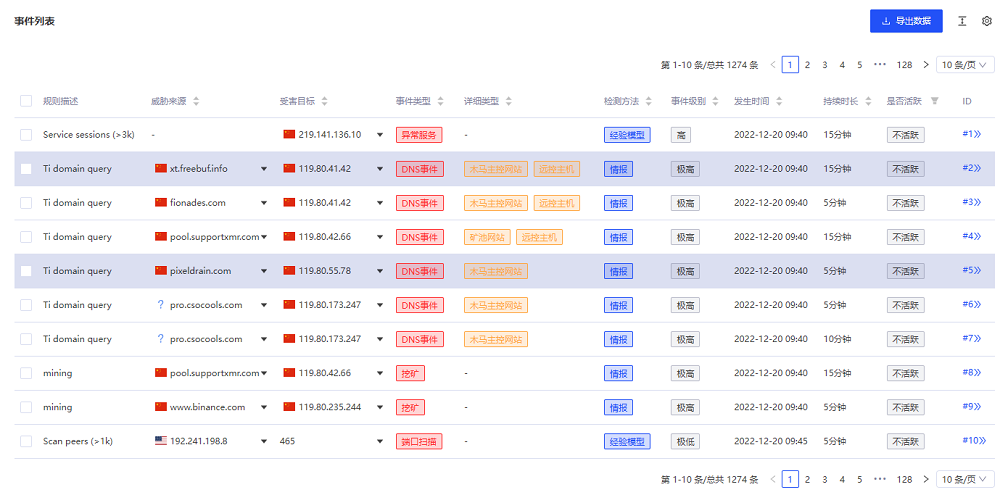 事件列表 导出数据
第 1-10 条/总共 1274 条 1 2 3 4 5 ••• 128 10 条/页
规则描述 威胁来源 受害目标 事件类型 详细类型 检测方法 事件级别 发生时间 持续时长 是否活跃 ID
Service sessions (>3k) - 219.141.136.10 异常服务 - 经验模型 高 2022-12-20 09:40 15分钟 不活跃 #1
Ti domain query xt.freebuf.info 119.80.41.42 DNS事件 木马主控网站 远控主机 情报 极高 2022-12-20 09:40 15分钟 不活跃 #2
Ti domain query fionades.com 119.80.41.42 DNS事件 木马主控网站 远控主机 情报 极高 2022-12-20 09:40 5分钟 不活跃 #3
Ti domain query pool.supportxmr.com 119.80.42.66 DNS事件 矿池网站 远控主机 情报 极高 2022-12-20 09:40 15分钟 不活跃 #4
Ti domain query pixeldrain.com 119.80.55.78 DNS事件 木马主控网站 情报 极高 2022-12-20 09:40 5分钟 不活跃 #5
Ti domain query ? pro.csocools.com 119.80.173.247 DNS事件 木马主控网站 情报 极高 2022-12-20 09:40 5分钟 不活跃 #6
Ti domain query ? pro.csocools.com 119.80.173.247 DNS事件 木马主控网站 情报 极高 2022-12-20 09:40 10分钟 不活跃 #7
mining pool.supportxmr.com 119.80.42.66 挖矿 - 情报 极高 2022-12-20 09:40 15分钟 不活跃 #8
mining www.binance.com 119.80.235.244 挖矿 - 情报 极高 2022-12-20 09:40 5分钟 不活跃 #9
Scan peers (>1k) 192.241.198.8 465 端口扫描 - 经验模型 极低 2022-12-20 09:45 5分钟 不活跃 #10
第 1-10 条/总共 1274 条 1 2 3 4 5 ••• 128 10 条/页